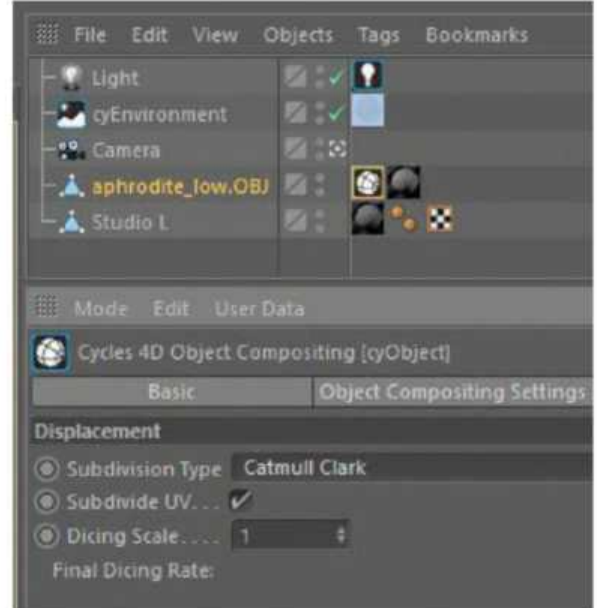 File Edit View Objects Tags Bookmarks
Light
cyEnvironment
Camera
aphrodite_low.OBJ
Studio L
Mode Edit User Data
Cycles 4D Object Compositing [cyObject]
Basic Object Compositing Settings
Displacement
Subdivision Type Catmull Clark
Subdivide UV. . .
Dicing Scale. . . . 1
Final Dicing Rate: